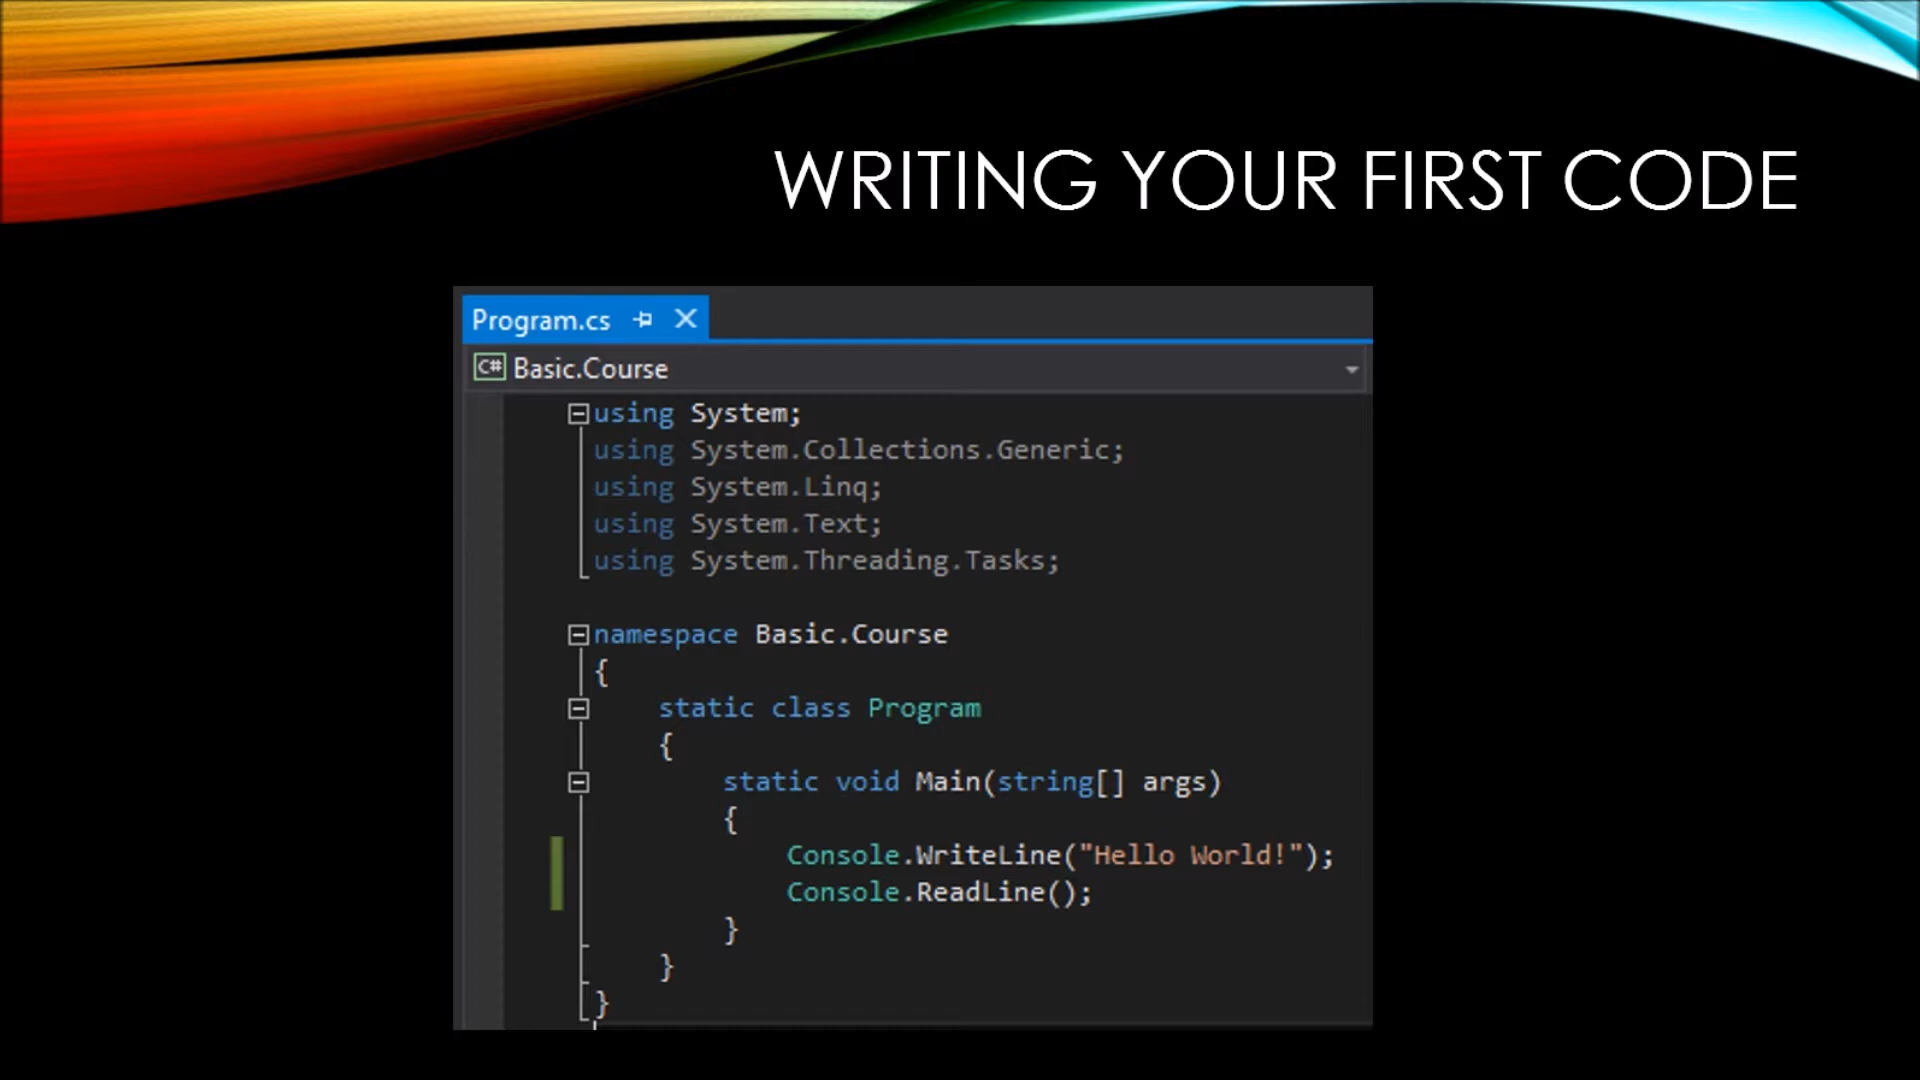 WRITING YOUR FIRST CODE
Program.cs
C# Basic.Course
using System;
using System.Collections.Generic;
using System.Linq;
using System.Text;
using System.Threading.Tasks;
namespace Basic.Course
{
static class Program
{
static void Main(string[] args)
{
Console.WriteLine("Hello World!");
Console.ReadLine();
}
}
}